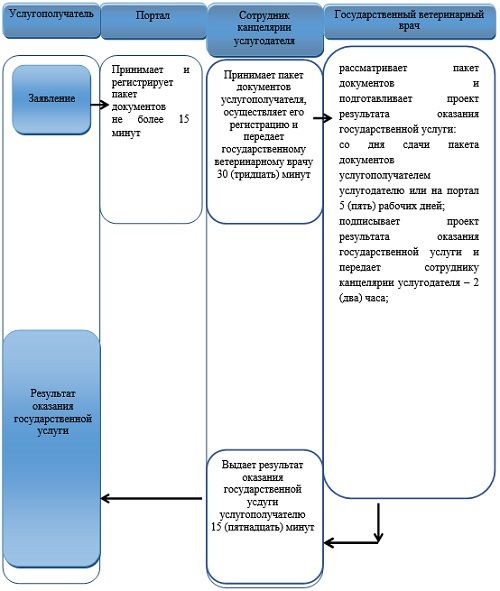 Услугополучатель
Портал
Сотрудник
канцелярии
услугодателя
Государственный ветеринарный
врач
Заявление
Принимает и
регистрирует
пакет
документов
не более 15
минут
Принимает пакет
документов
услугополучателя,
осуществляет его
регистрацию и
передает
государственному
ветеринарному врачу
30 (тридцать) минут
рассматривает пакет
документов и
подготавливает проект
результата оказания
государственной услуги:
со дня сдачи пакета
документов
услугополучателем
услугодателю или на портал
5 (пять) рабочих дней;
подписывает проект
результата оказания
государственной услуги и
передает сотруднику
канцелярии услугодателя – 2
(два) часа;
Результат
оказания
государственной
услуги
Выдает результат
оказания
государственной
услуги
услугополучателю
15 (пятнадцать) минут